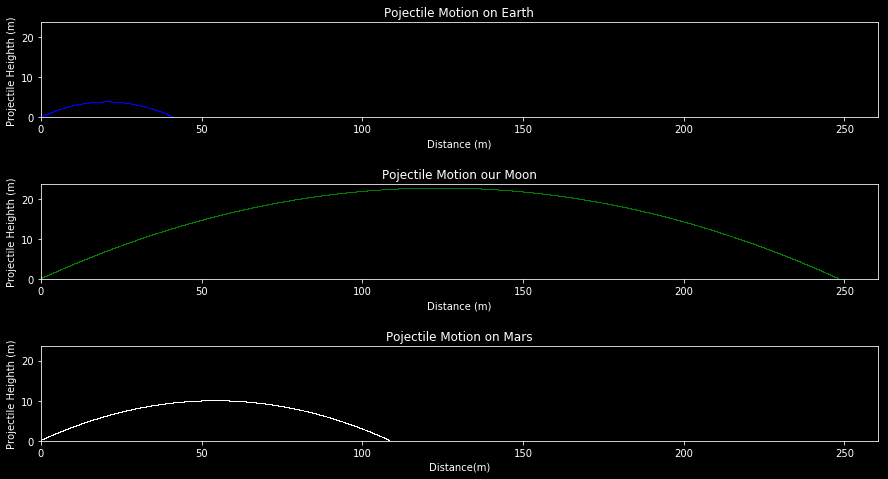 Pojectile Motion on Earth
Projectile Heighth (m)
20
10
0
0 50 100 150 200 250
Distance (m)
Pojectile Motion our Moon
Projectile Heighth (m)
20
10
0
0 50 100 150 200 250
Distance (m)
Pojectile Motion on Mars
Projectile Heighth (m)
20
10
0
0 50 100 150 200 250
Distance(m)